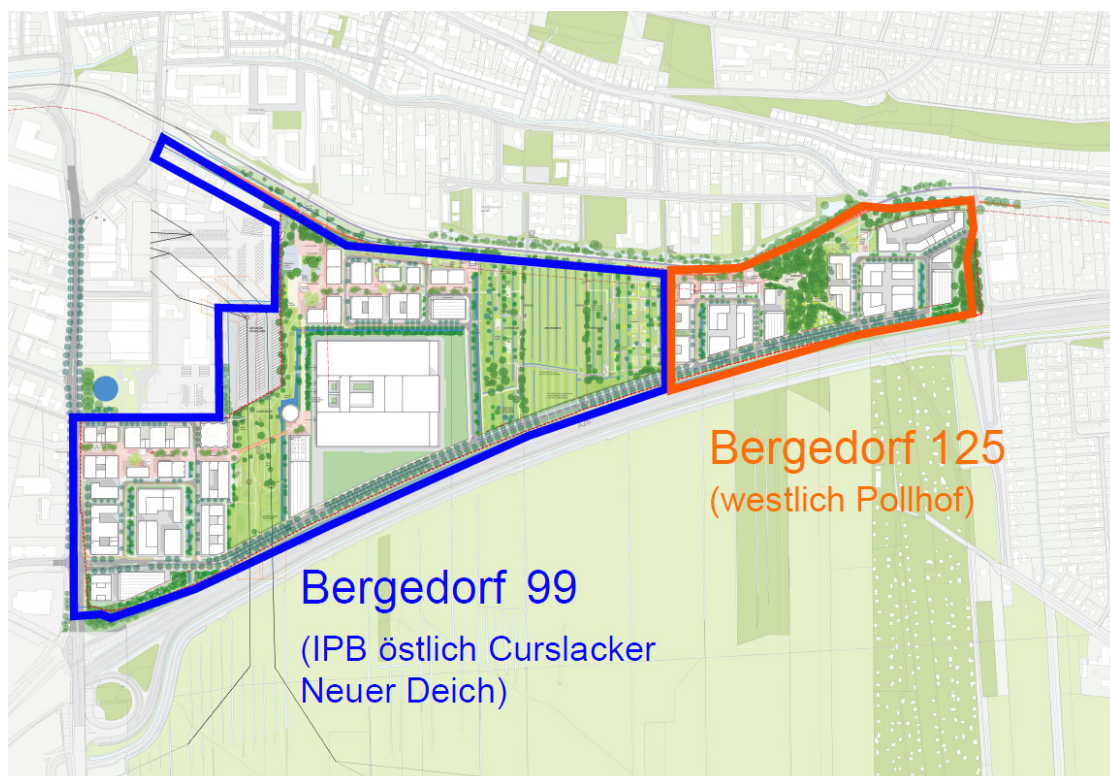 Bergedorf 125
(westlich Pollhof)
Bergedorf 99
(IPB östlich Curslacker
Neuer Deich)